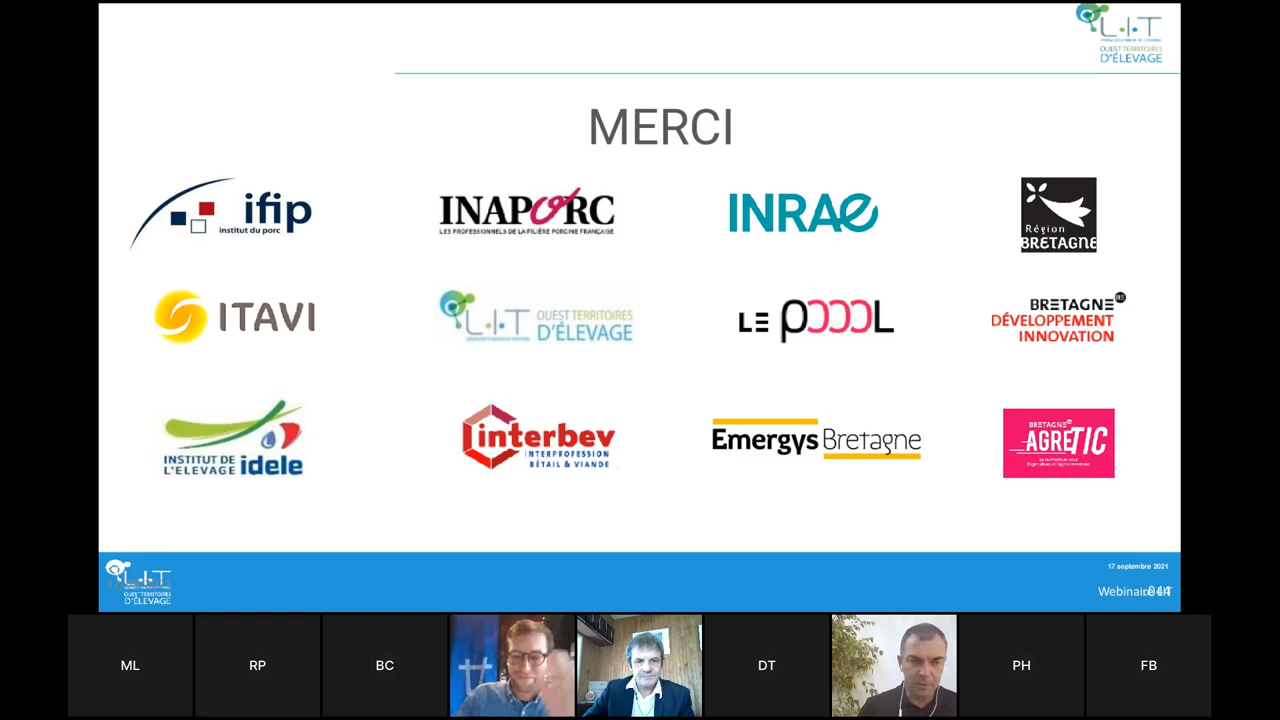 L·I·T
OUEST TERRITOIRES
D'ÉLEVAGE
MERCI
ifip
institut du porc
INAPORC
LES PROFESSIONNELS DE LA FILIÈRE PORCINE FRANÇAISE
INRAE
Région
BRETAGNE
ITAVI
L·I·T
OUEST TERRITOIRES
D'ÉLEVAGE
LE POOOL
BRETAGNE
DÉVELOPPEMENT
INNOVATION
INSTITUT DE
L'ELEVAGE idele
interbev
INTERPROFESSION
BÉTAIL & VIANDE
Emergys Bretagne
BRETAGNE
AGRETIC
L·I·T
OUEST TERRITOIRES
D'ÉLEVAGE
17 septembre 2021
Webinaire
ML
RP
BC
DT
PH
FB